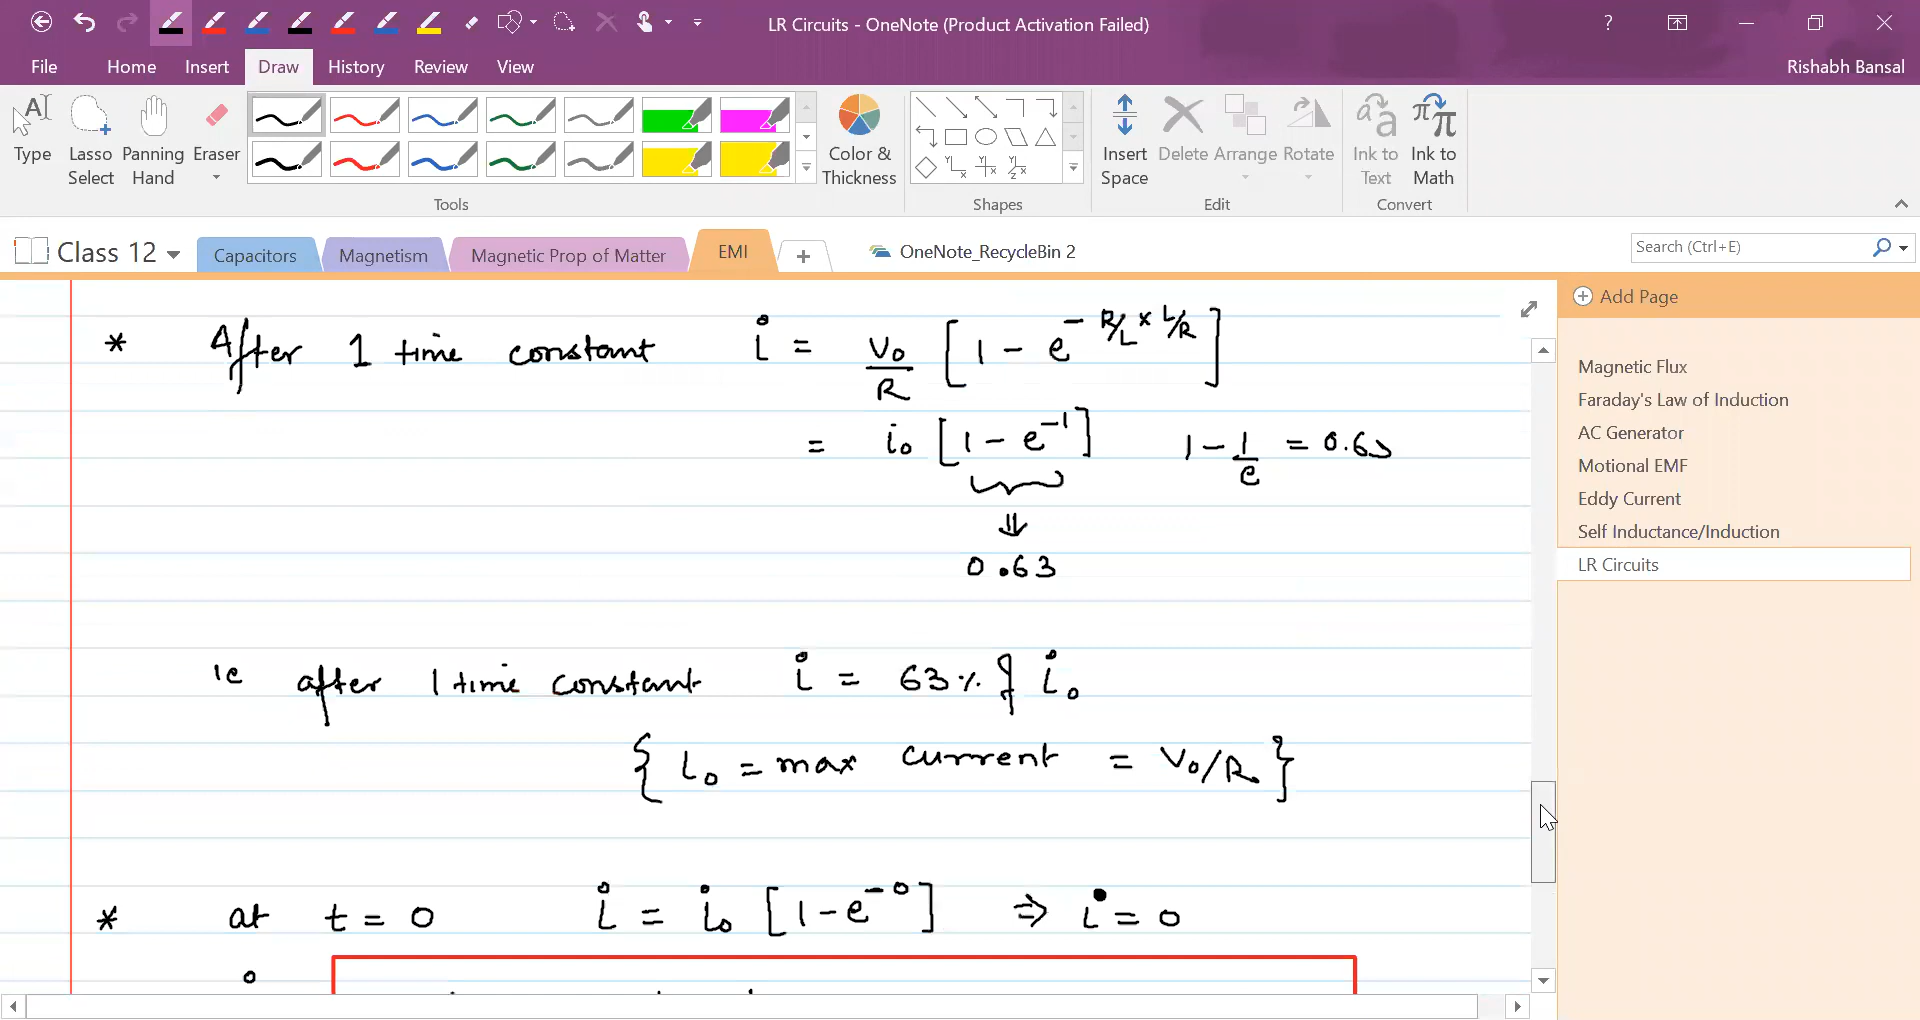 LR Circuits - OneNote (Product Activation Failed)
?
File Home Insert Draw History Review View
Rishabh Bansal
Type
Lasso Select
Panning Hand
Eraser
Color & Thickness
Insert Space
Delete
Arrange
Rotate
Ink to Text
Ink to Math
Tools
Shapes
Edit
Convert
Class 12
Capacitors
Magnetism
Magnetic Prop of Matter
EMI
+
OneNote_RecycleBin 2
Search (Ctrl+E)
Add Page
Magnetic Flux
Faraday's Law of Induction
AC Generator
Motional EMF
Eddy Current
Self Inductance/Induction
LR Circuits
* After 1 time constant i = V₀/R [1 - e^(-R/L × L/R)]
= i₀ [1 - e⁻¹] 1 - 1/e = 0.63
⇓
0.63
ie after 1 time constant i = 63% of i₀
{ i₀ = max current = V₀/R. }
* at t = 0 i = i₀ [1 - e⁻⁰] ⇒ i = 0